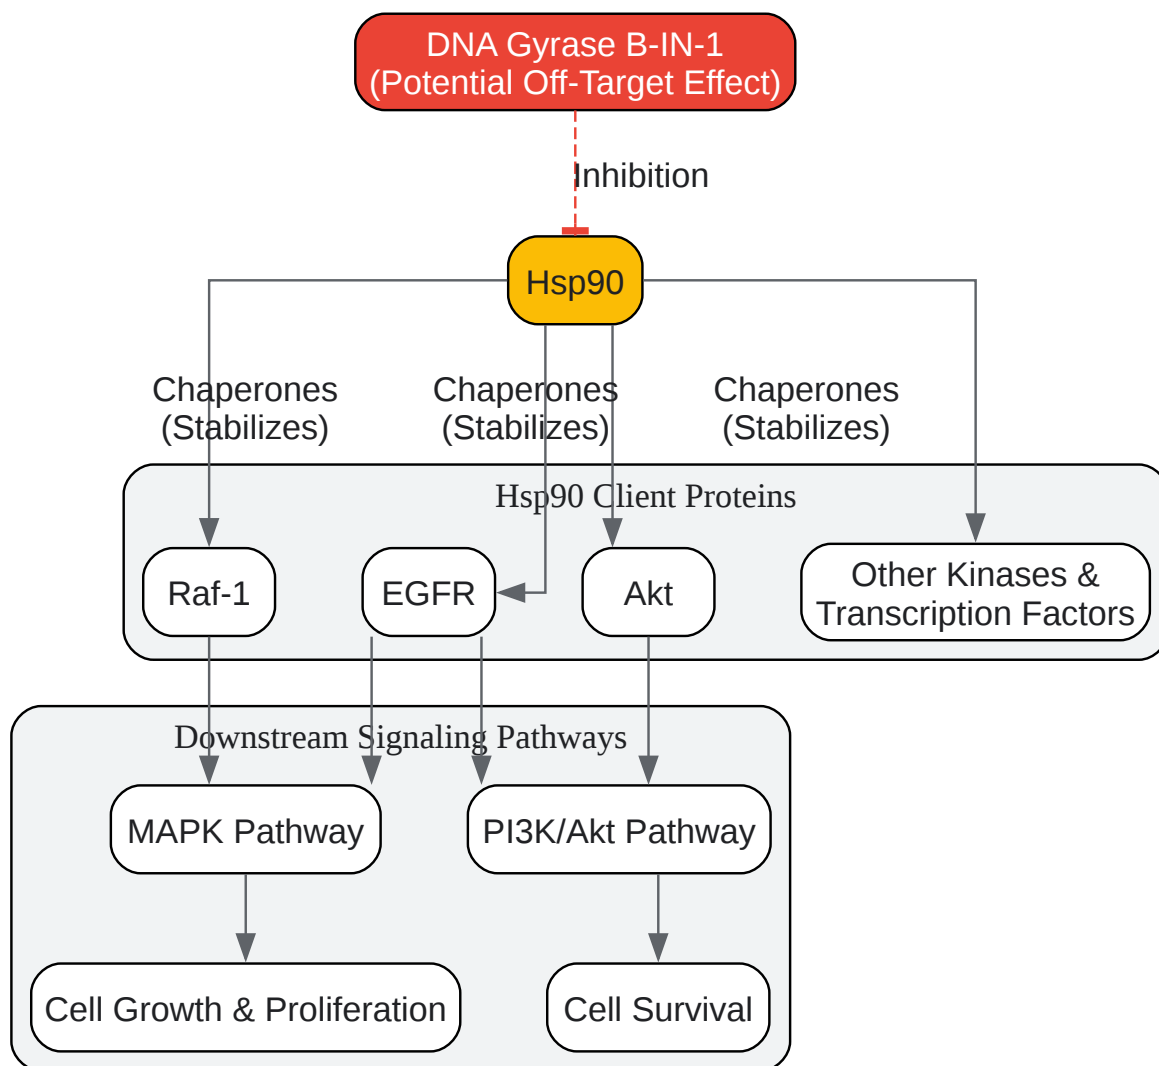 DNA Gyrase B-IN-1
(Potential Off-Target Effect)
Inhibition
Hsp90
Chaperones
(Stabilizes)
Chaperones
(Stabilizes)
Chaperones
(Stabilizes)
Hsp90 Client Proteins
Raf-1
EGFR
Akt
Other Kinases &
Transcription Factors
Downstream Signaling Pathways
MAPK Pathway
PI3K/Akt Pathway
Cell Growth & Proliferation
Cell Survival